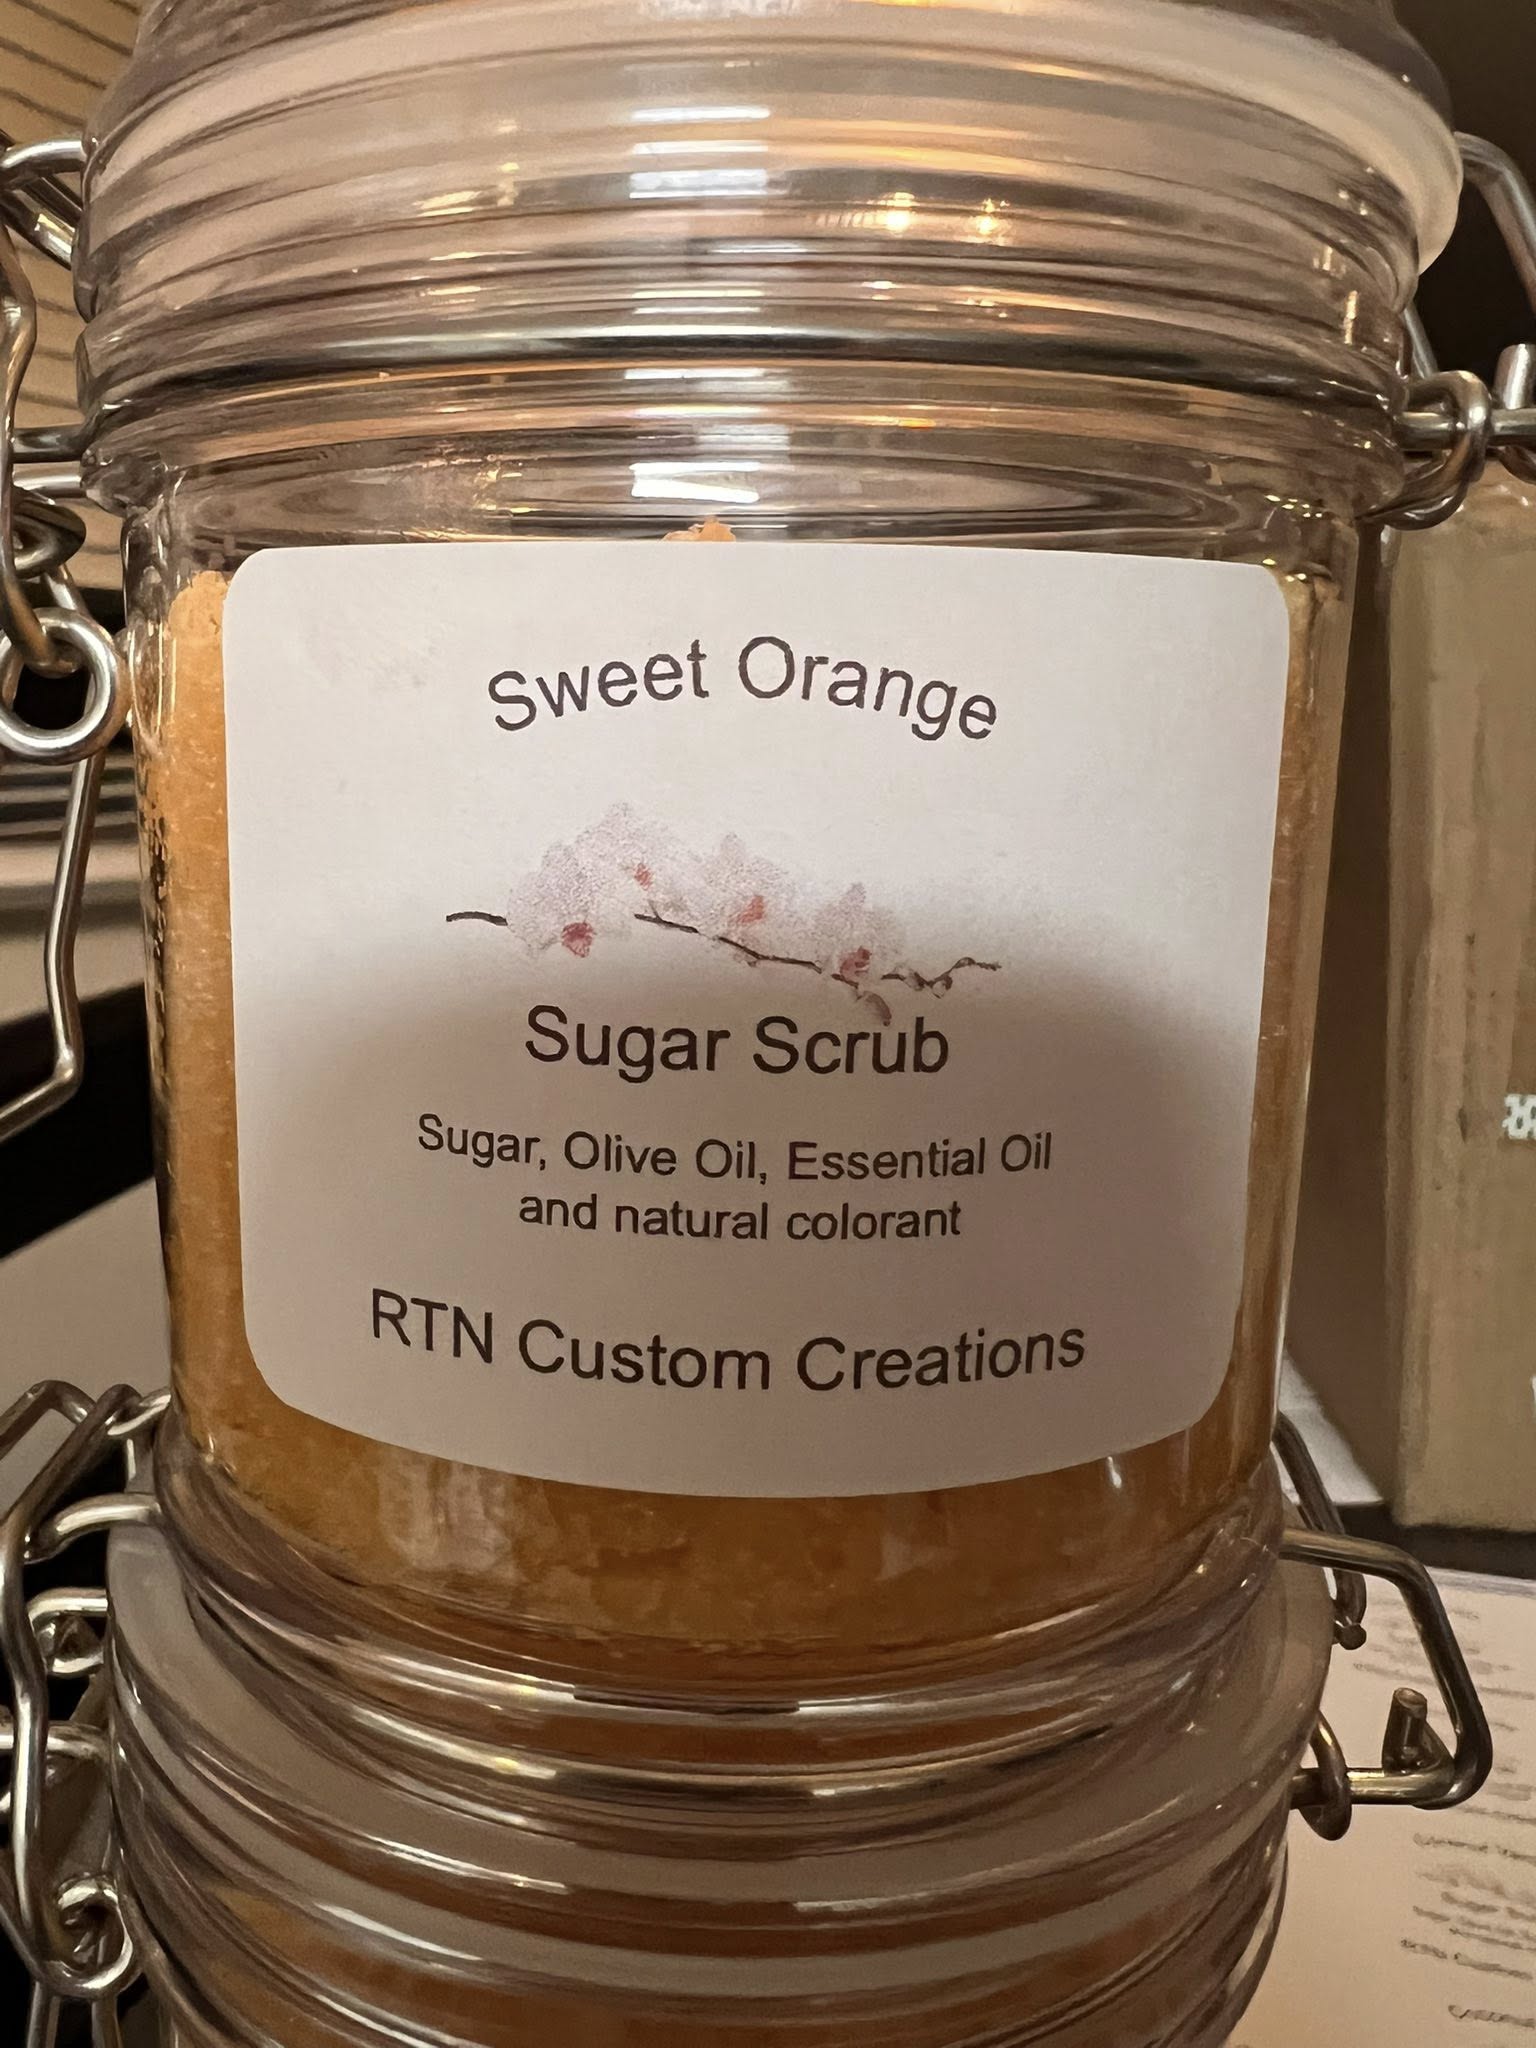 Sweet Orange
Sugar Scrub
Sugar, Olive Oil, Essential Oil
and natural colorant
RTN Custom Creations